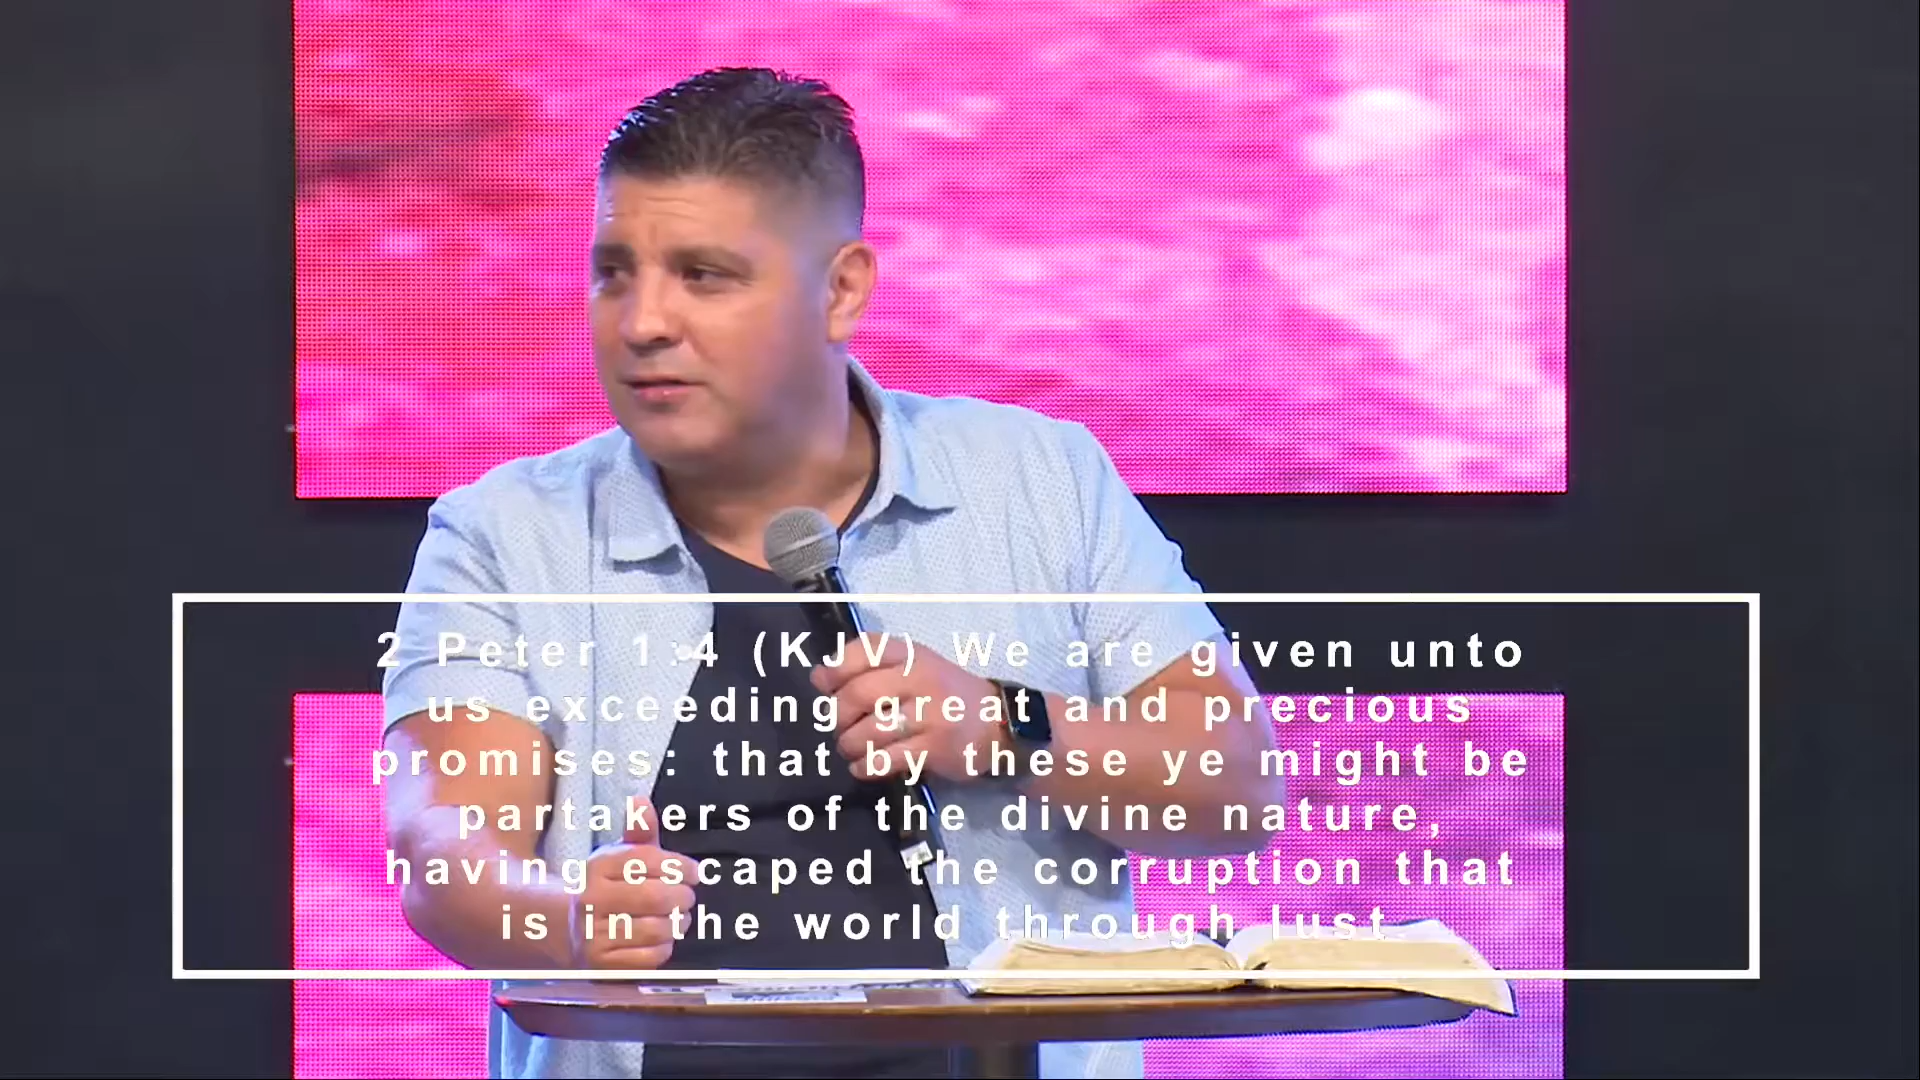 2 Peter 1:4 (KJV) We are given unto
us exceeding great and precious
promises: that by these ye might be
partakers of the divine nature,
having escaped the corruption that
is in the world through lust